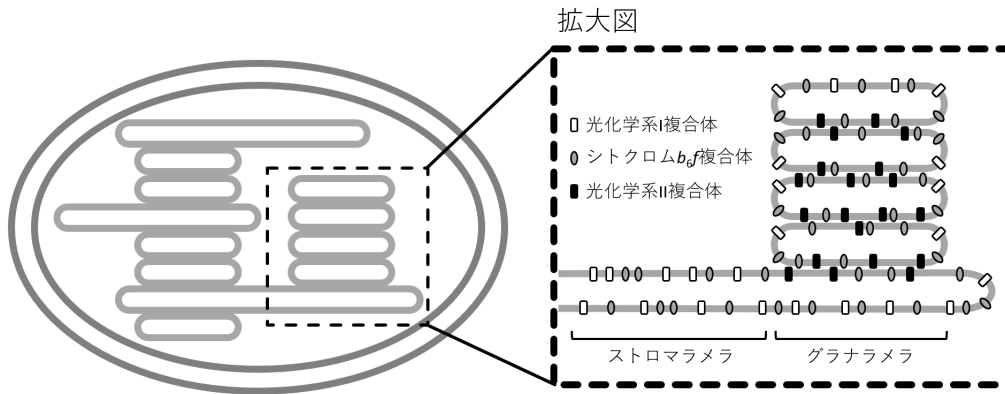 拡大図
光化学系I複合体
シトクロムb₆f複合体
光化学系II複合体
ストロマラメラ
グラナラメラ